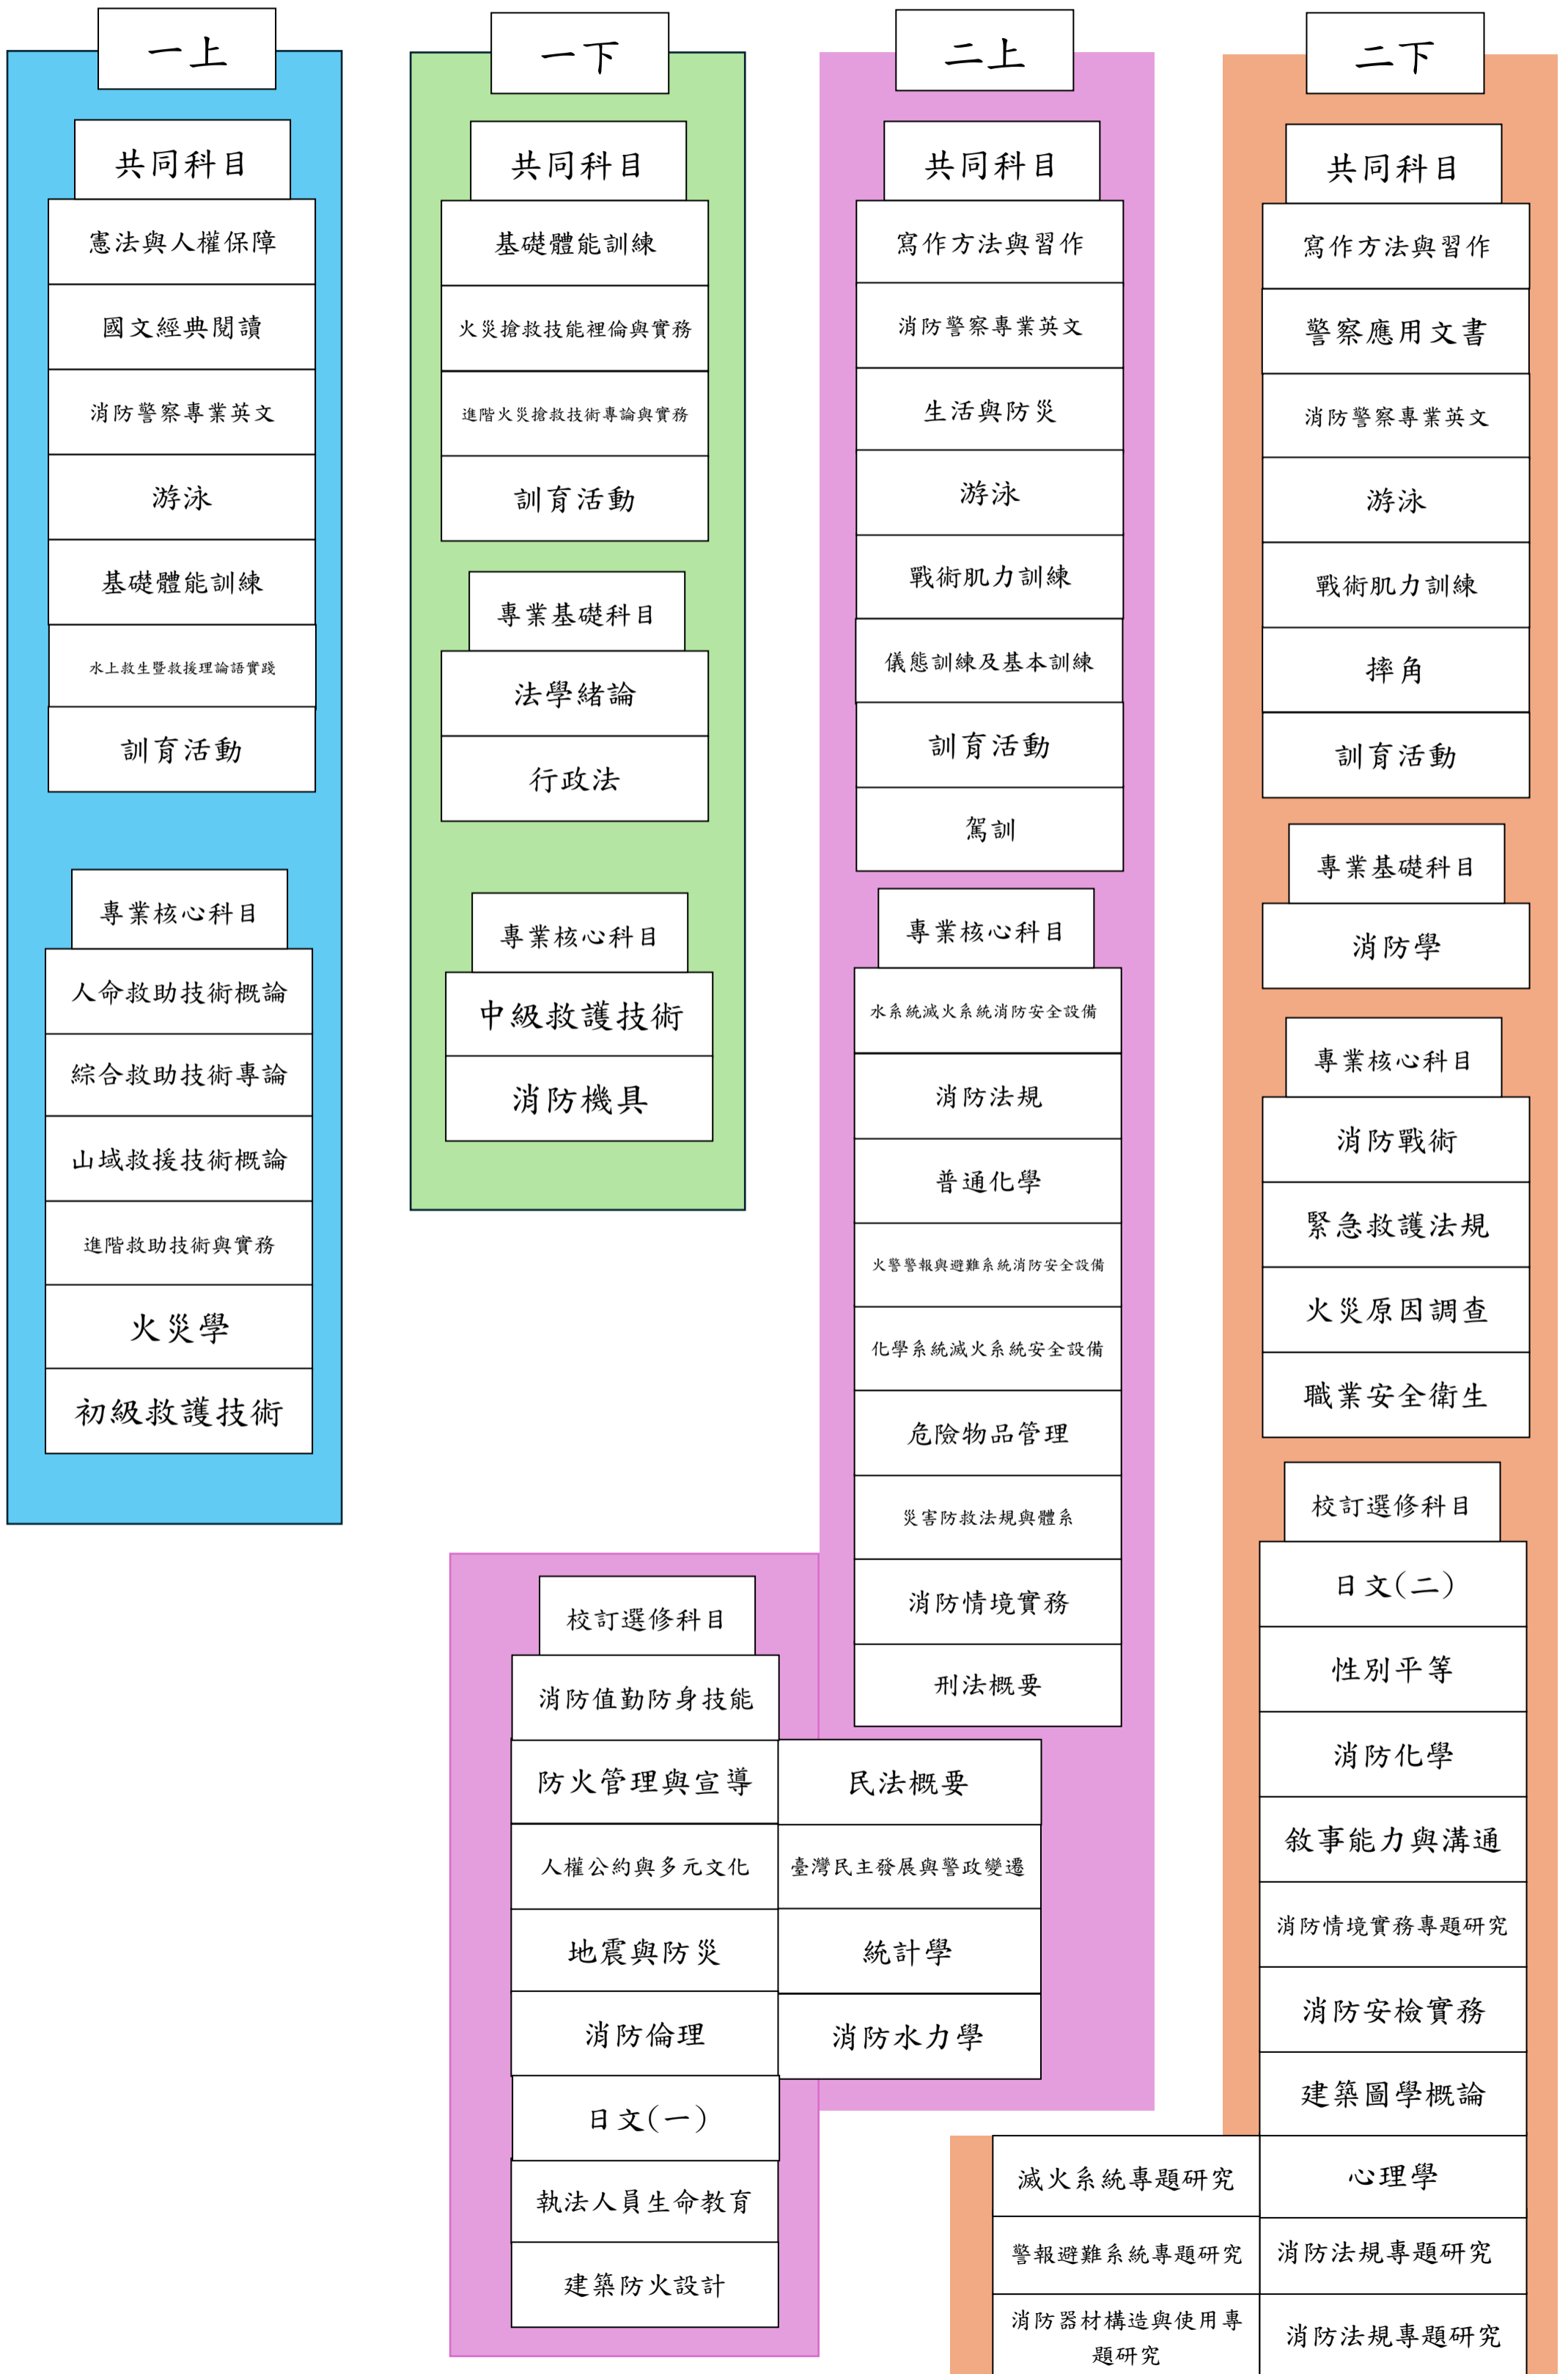 一上
共同科目
憲法與人權保障
國文經典閱讀
消防警察專業英文
游泳
基礎體能訓練
水上救生暨救援理論語實踐
訓育活動
專業核心科目
人命救助技術概論
綜合救助技術專論
山域救援技術概論
進階救助技術與實務
火災學
初級救護技術
一下
共同科目
基礎體能訓練
火災搶救技能裡倫與實務
進階火災搶救技術專論與實務
訓育活動
專業基礎科目
法學緒論
行政法
專業核心科目
中級救護技術
消防機具
二上
共同科目
寫作方法與習作
消防警察專業英文
生活與防災
游泳
戰術肌力訓練
儀態訓練及基本訓練
訓育活動
駕訓
專業核心科目
水系統滅火系統消防安全設備
消防法規
普通化學
火警警報與避難系統消防安全設備
化學系統滅火系統安全設備
危險物品管理
災害防救法規與體系
消防情境實務
刑法概要
校訂選修科目
消防值勤防身技能
防火管理與宣導
民法概要
人權公約與多元文化
臺灣民主發展與警政變遷
地震與防災
統計學
消防倫理
消防水力學
日文(一)
執法人員生命教育
建築防火設計
二下
共同科目
寫作方法與習作
警察應用文書
消防警察專業英文
游泳
戰術肌力訓練
摔角
訓育活動
專業基礎科目
消防學
專業核心科目
消防戰術
緊急救護法規
火災原因調查
職業安全衛生
校訂選修科目
日文(二)
性別平等
消防化學
敘事能力與溝通
消防情境實務專題研究
消防安檢實務
建築圖學概論
滅火系統專題研究
心理學
警報避難系統專題研究
消防法規專題研究
消防器材構造與使用專
題研究
消防法規專題研究